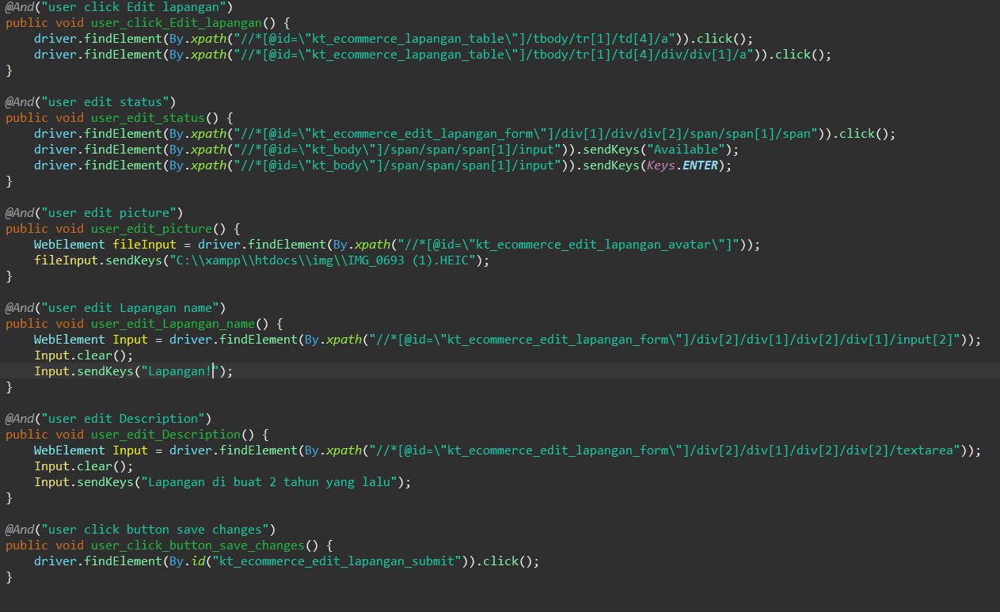 @And("user click Edit lapangan")
public void user_click_Edit_lapangan() {
    driver.findElement(By.xpath("//*[@id=\"kt_ecommerce_lapangan_table\"]/tbody/tr[1]/td[4]/a")).click();
    driver.findElement(By.xpath("//*[@id=\"kt_ecommerce_lapangan_table\"]/tbody/tr[1]/td[4]/div/div[1]/a")).click();
}

@And("user edit status")
public void user_edit_status() {
    driver.findElement(By.xpath("//*[@id=\"kt_ecommerce_edit_lapangan_form\"]/div[1]/div/div[2]/span/span[1]/span")).click();
    driver.findElement(By.xpath("//*[@id=\"kt_body\"]/span/span/span[1]/input")).sendKeys("Available");
    driver.findElement(By.xpath("//*[@id=\"kt_body\"]/span/span/span[1]/input")).sendKeys(Keys.ENTER);
}

@And("user edit picture")
public void user_edit_picture() {
    WebElement fileInput = driver.findElement(By.xpath("//*[@id=\"kt_ecommerce_edit_lapangan_avatar\"]"));
    fileInput.sendKeys("C:\\xampp\\htdocs\\img\\IMG_0693 (1).HEIC");
}

@And("user edit Lapangan name")
public void user_edit_Lapangan_name() {
    WebElement Input = driver.findElement(By.xpath("//*[@id=\"kt_ecommerce_edit_lapangan_form\"]/div[2]/div[1]/div[2]/div[1]/input[2]"));
    Input.clear();
    Input.sendKeys("Lapangan!");
}

@And("user edit Description")
public void user_edit_Description() {
    WebElement Input = driver.findElement(By.xpath("//*[@id=\"kt_ecommerce_edit_lapangan_form\"]/div[2]/div[1]/div[2]/div[2]/textarea"));
    Input.clear();
    Input.sendKeys("Lapangan di buat 2 tahun yang lalu");
}

@And("user click button save changes")
public void user_click_button_save_changes() {
    driver.findElement(By.id("kt_ecommerce_edit_lapangan_submit")).click();
}